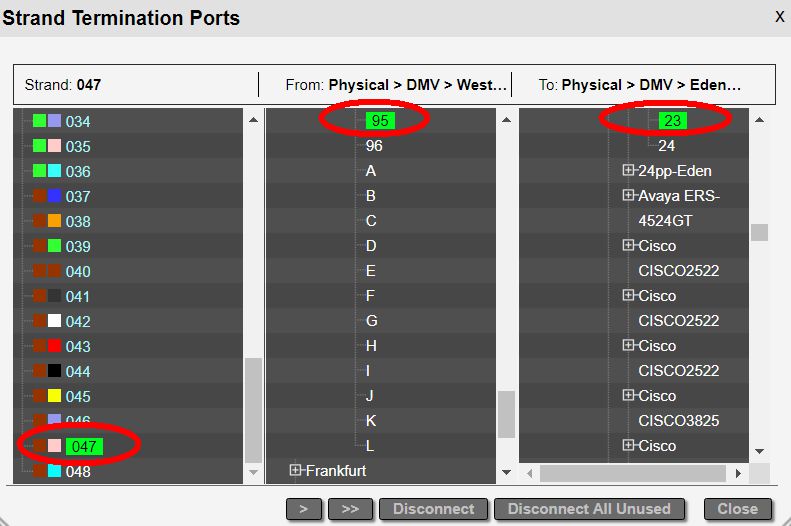 Strand Termination Ports
X
Strand: 047
From: Physical > DMV > West...
To: Physical > DMV > Eden...
034
035
036
037
038
039
040
041
042
043
044
045
046
047
048
95
96
A
B
C
D
E
F
G
H
I
J
K
L
Frankfurt
23
24
24pp-Eden
Avaya ERS-
4524GT
Cisco
CISCO2522
Cisco
CISCO2522
Cisco
CISCO2522
Cisco
CISCO3825
Cisco
> >> Disconnect Disconnect All Unused Close